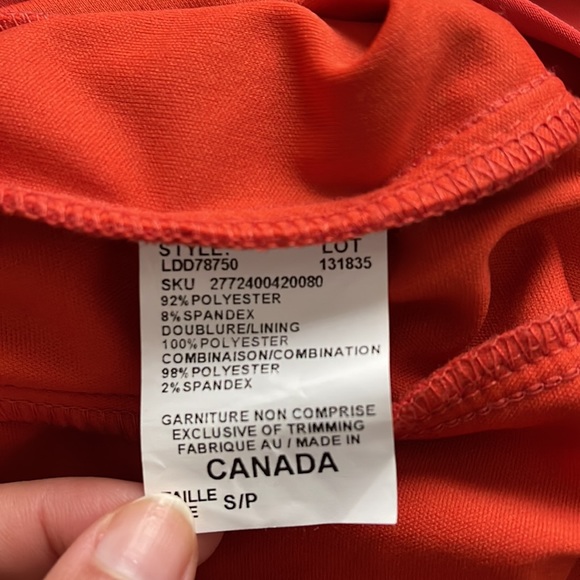 STYLE: LOT
LDD78750 131835
SKU 2772400420080
92% POLYESTER
8% SPANDEX
DOUBLURE/LINING
100% POLYESTER
COMBINAISON/COMBINATION
98% POLYESTER
2% SPANDEX
GARNITURE NON COMPRISE
EXCLUSIVE OF TRIMMING
FABRIQUE AU / MADE IN
CANADA
TAILLE S/P